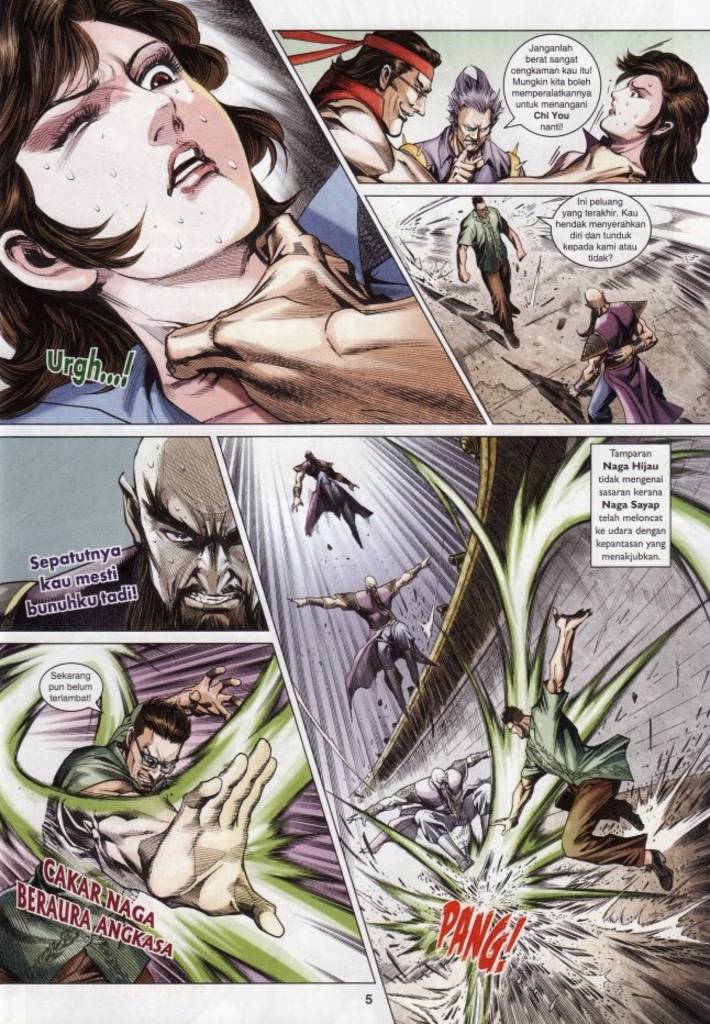 Urgh....!
Janganlah
berat sangat
cengkaman kau itu!
Mungkin kita boleh
memperalatkannya
untuk menangani
Chi You
nanti!
Ini peluang
yang terakhir. Kau
hendak menyerahkan
diri dan tunduk
kepada kami atau
tidak?
Sepatutnya
kau mesti
bunuhku tadi!
Sekarang
pun belum
terlambat!
CAKAR NAGA
BERAURA ANGKASA
Tamparan
Naga Hijau
tidak mengenai
sasaran kerana
Naga Sayap
telah meloncat
ke udara dengan
kepantasan yang
menakjubkan.
PANG!
5